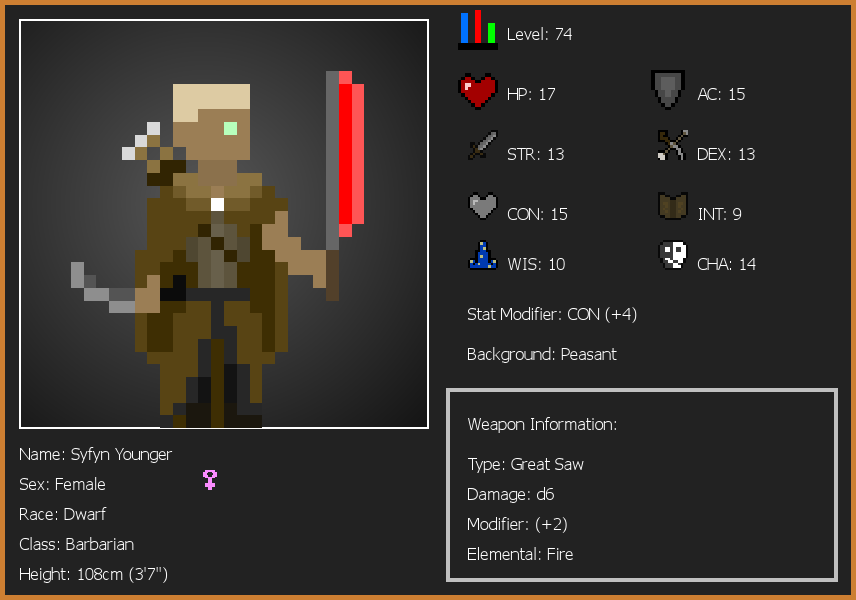 Level: 74
HP: 17
AC: 15
STR: 13
DEX: 13
CON: 15
INT: 9
WIS: 10
CHA: 14
Stat Modifier: CON (+4)
Background: Peasant
Weapon Information:
Type: Great Saw
Damage: d6
Modifier: (+2)
Elemental: Fire
Name: Syfyn Younger
Sex: Female
Race: Dwarf
Class: Barbarian
Height: 108cm (3'7")